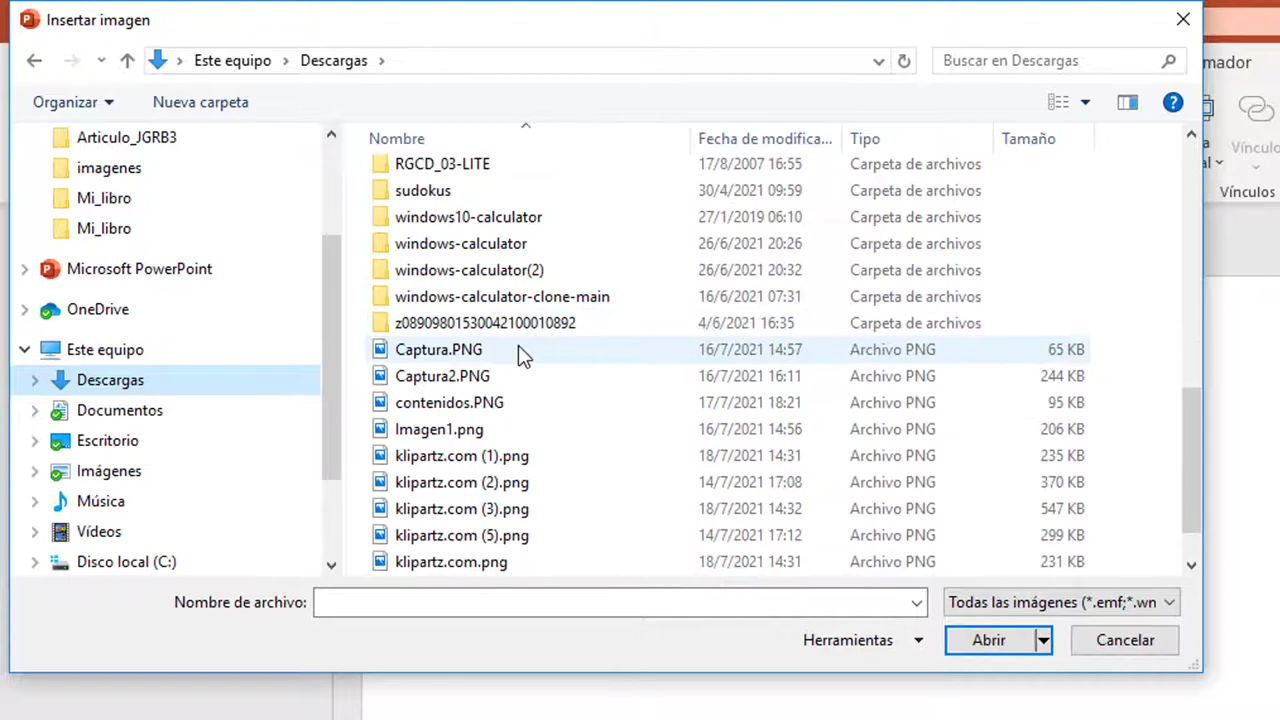 Insertar imagen
mador
Este equipo > Descargas >
Buscar en Descargas
Organizar
Nueva carpeta
Vínculo
Vínculos
Nombre
Fecha de modifica...
Tipo
Tamaño
Articulo_JGRB3
imagenes
Mi_libro
Mi_libro
Microsoft PowerPoint
OneDrive
Este equipo
Descargas
Documentos
Escritorio
Imágenes
Música
Vídeos
Disco local (C:)
RGCD_03-LITE 17/8/2007 16:55 Carpeta de archivos
sudokus 30/4/2021 09:59 Carpeta de archivos
windows10-calculator 27/1/2019 06:10 Carpeta de archivos
windows-calculator 26/6/2021 20:26 Carpeta de archivos
windows-calculator(2) 26/6/2021 20:32 Carpeta de archivos
windows-calculator-clone-main 16/6/2021 07:31 Carpeta de archivos
z08909801530042100010892 4/6/2021 16:35 Carpeta de archivos
Captura.PNG 16/7/2021 14:57 Archivo PNG 65 KB
Captura2.PNG 16/7/2021 16:11 Archivo PNG 244 KB
contenidos.PNG 17/7/2021 18:21 Archivo PNG 95 KB
Imagen1.png 16/7/2021 14:56 Archivo PNG 206 KB
klipartz.com (1).png 18/7/2021 14:31 Archivo PNG 235 KB
klipartz.com (2).png 14/7/2021 17:08 Archivo PNG 370 KB
klipartz.com (3).png 18/7/2021 14:32 Archivo PNG 547 KB
klipartz.com (5).png 14/7/2021 17:12 Archivo PNG 299 KB
klipartz.com.png 18/7/2021 14:31 Archivo PNG 231 KB
Nombre de archivo:
Todas las imágenes (*.emf;*.wn
Herramientas
Abrir
Cancelar